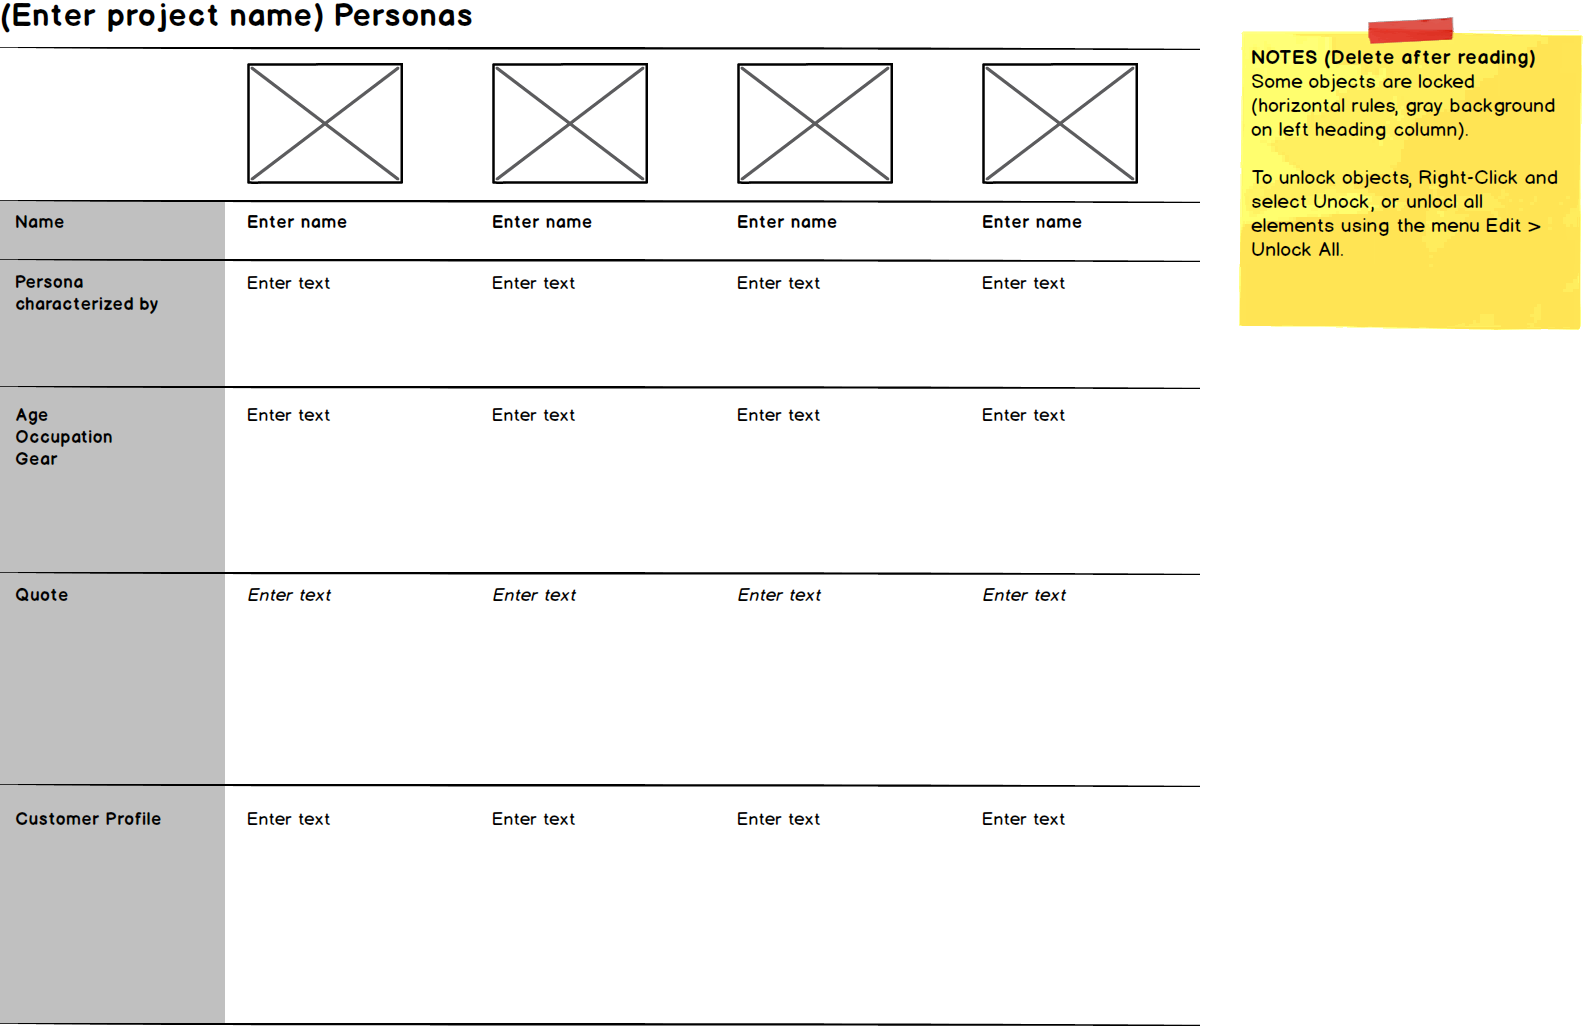 (Enter project name) Personas
NOTES (Delete after reading)
Some objects are locked
(horizontal rules, gray background
on left heading column).
To unlock objects, Right-Click and
select Unock, or unlocl all
elements using the menu Edit >
Unlock All.
Name Enter name Enter name Enter name Enter name
Persona Enter text Enter text Enter text Enter text
characterized by
Age Enter text Enter text Enter text Enter text
Occupation
Gear
Quote Enter text Enter text Enter text Enter text
Customer Profile Enter text Enter text Enter text Enter text